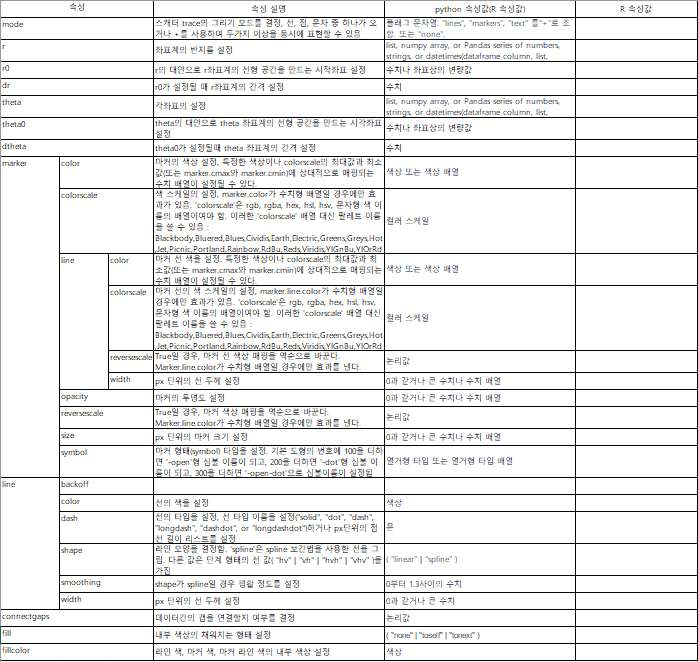 속성 속성 설명 python 속성값(R 속성값) R 속성값
mode 스캐터 trace의 그리기 모드를 결정, 선, 점, 문자 중 하나가 오
거나 +를 사용하여 두가지 이상을 동시에 표현할 수 있음
플래그 문자열. "lines", "markers", "text" 를"+"로 조
합. 또는 "none".
r 좌표계의 반지름 설정
list, numpy array, or Pandas series of numbers,
strings, or datetimes(dataframe column, list,
r0 r의 대안으로 r좌표계의 선형 공간을 만드는 시작좌표 설정 수치나 좌표상의 변량값
dr r0가 설정될 때 r좌표계의 간격 설정 수치
theta 각좌표의 설정
list, numpy array, or Pandas series of numbers,
strings, or datetimes(dataframe column, list,
theta0 theta의 대안으로 theta 좌표계의 선형 공간을 만드는 시각좌표
설정
수치나 좌표상의 변량값
dtheta theta0가 설정될때 theta 좌표계의 간격 설정 수치
marker color 마커의 색상 설정, 특정한 색상이나 colorscale의 최대값과 최소
값(또는 marker.cmax와 marker.cmin)에 상대적으로 매핑되는
수치 배열이 설정될 수 있다.
색상 또는 색상 배열
colorscale 색 스케일의 설정, marker.color가 수치형 배열일 경우에만 효
과가 있음. 'colorscale'은 rgb, rgba, hex, hsl, hsv, 문자형 색 이름
의 배열이여야 함. 이러한 'colorscale' 배열 대신 팔레트 이름
을 쓸 수 있음 :
Blackbody,Bluered,Blues,Cividis,Earth,Electric,Greens,Greys,Hot
,Jet,Picnic,Portland,Rainbow,RdBu,Reds,Viridis,YlGnBu,YlOrRd
컬러 스케일
line color 마커 선 색을 설정. 특정한 색상이나 colorscale의 최대값과 최
소값(또는 marker.cmax와 marker.cmin)에 상대적으로 매핑되는
수치 배열이 설정될 수 있다.
색상 또는 색상 배열
colorscale 마커 선의 색 스케일의 설정, marker.line.color가 수치형 배열일
경우에만 효과가 있음. 'colorscale'은 rgb, rgba, hex, hsl, hsv,
문자형 색 이름의 배열이여야 함. 이러한 'colorscale' 배열 대신
팔레트 이름을 쓸 수 있음 :
Blackbody,Bluered,Blues,Cividis,Earth,Electric,Greens,Greys,Hot
,Jet,Picnic,Portland,Rainbow,RdBu,Reds,Viridis,YlGnBu,YlOrRd
컬러 스케일
reversescale True일 경우, 마커 선 색상 매핑을 역순으로 바꾼다.
Marker.line.color가 수치형 배열일 경우에만 효과를 낸다.
논리값
width px 단위의 선 두께 설정 0과 같거나 큰 수치나 수치 배열
opacity 마커의 투명도 설정 0과 같거나 큰 수치나 수치 배열
reversescale True일 경우, 마커 색상 매핑을 역순으로 바꾼다.
Marker.line.color가 수치형 배열일 경우에만 효과를 낸다.
논리값
size px 단위의 마커 크기 설정 0과 같거나 큰 수치나 수치 배열
symbol 마커 형태(symbol) 타입을 설정. 기본 도형의 번호에 100을 더하
면 '-open'형 심볼 이름이 되고, 200을 더하면 '-dot'형 심볼 이
름이 되고, 300을 더하면 '-open-dot'으로 심볼이름이 설정됨
열거형 타입 또는 열거형 타입 배열
line backoff
color 선의 색을 설정 색상
dash 선의 타입을 설정, 선 타입 이름을 설정("solid", "dot", "dash",
"longdash", "dashdot", or "longdashdot")하거나 px단위의 점
선 길이 리스트를 설정
문
shape 라인 모양을 결정함. 'spline'은 spline 보간법을 사용한 선을 그
림. 다른 값은 단계 형태의 선 값( "hv" | "vh" | "hvh" | "vhv" )을
가짐
( "linear" | "spline" )
smoothing shape가 spline일 경우 평활 정도를 설정 0부터 1.3사이의 수치
width px 단위의 선 두께 설정 0과 같거나 큰 수치
connectgaps 데이터간의 갭을 연결할지 여부를 결정 논리값
fill 내부 색상의 채워지는 형태 설정 ( "none" | "toself" | "tonext" )
fillcolor 라인 색, 마커 색, 마커 라인 색의 내부 색상 설정 색상